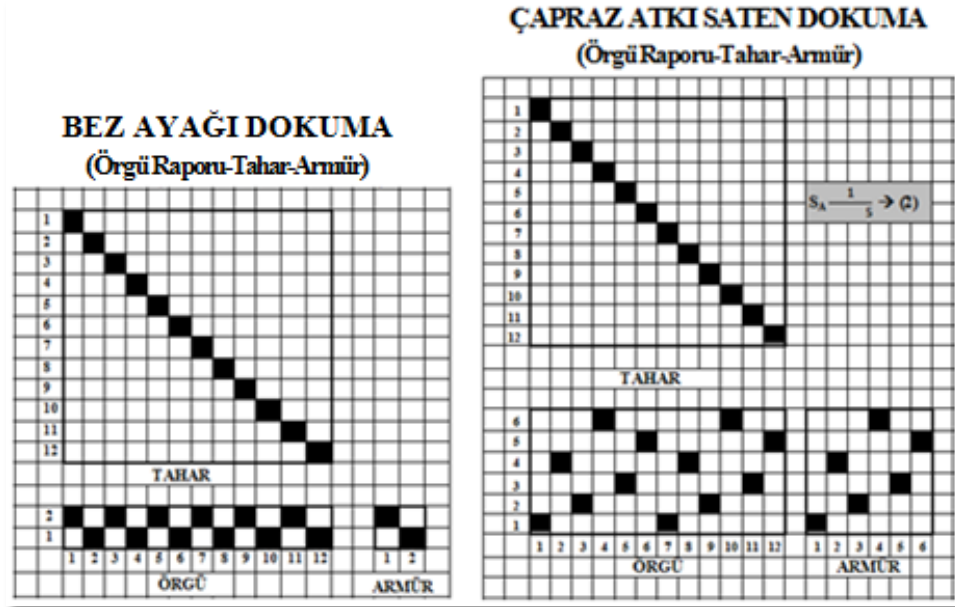 BEZ AYAĞI DOKUMA
(Örgü Raporu-Tahar-Armür)
1
2
3
4
5
6
7
8
9
10
11
12
TAHAR
2
1
1 2 3 4 5 6 7 8 9 10 11 12
1 2
ÖRGÜ
ARMÜR
ÇAPRAZ ATKI SATEN DOKUMA
(Örgü Raporu-Tahar-Armür)
1
2
3
4
5
6
7
8
9
10
11
12
S_A 1/5 → (2)
TAHAR
6
5
4
3
2
1
1 2 3 4 5 6 7 8 9 10 11 12
1 2 3 4 5 6
ÖRGÜ
ARMÜR